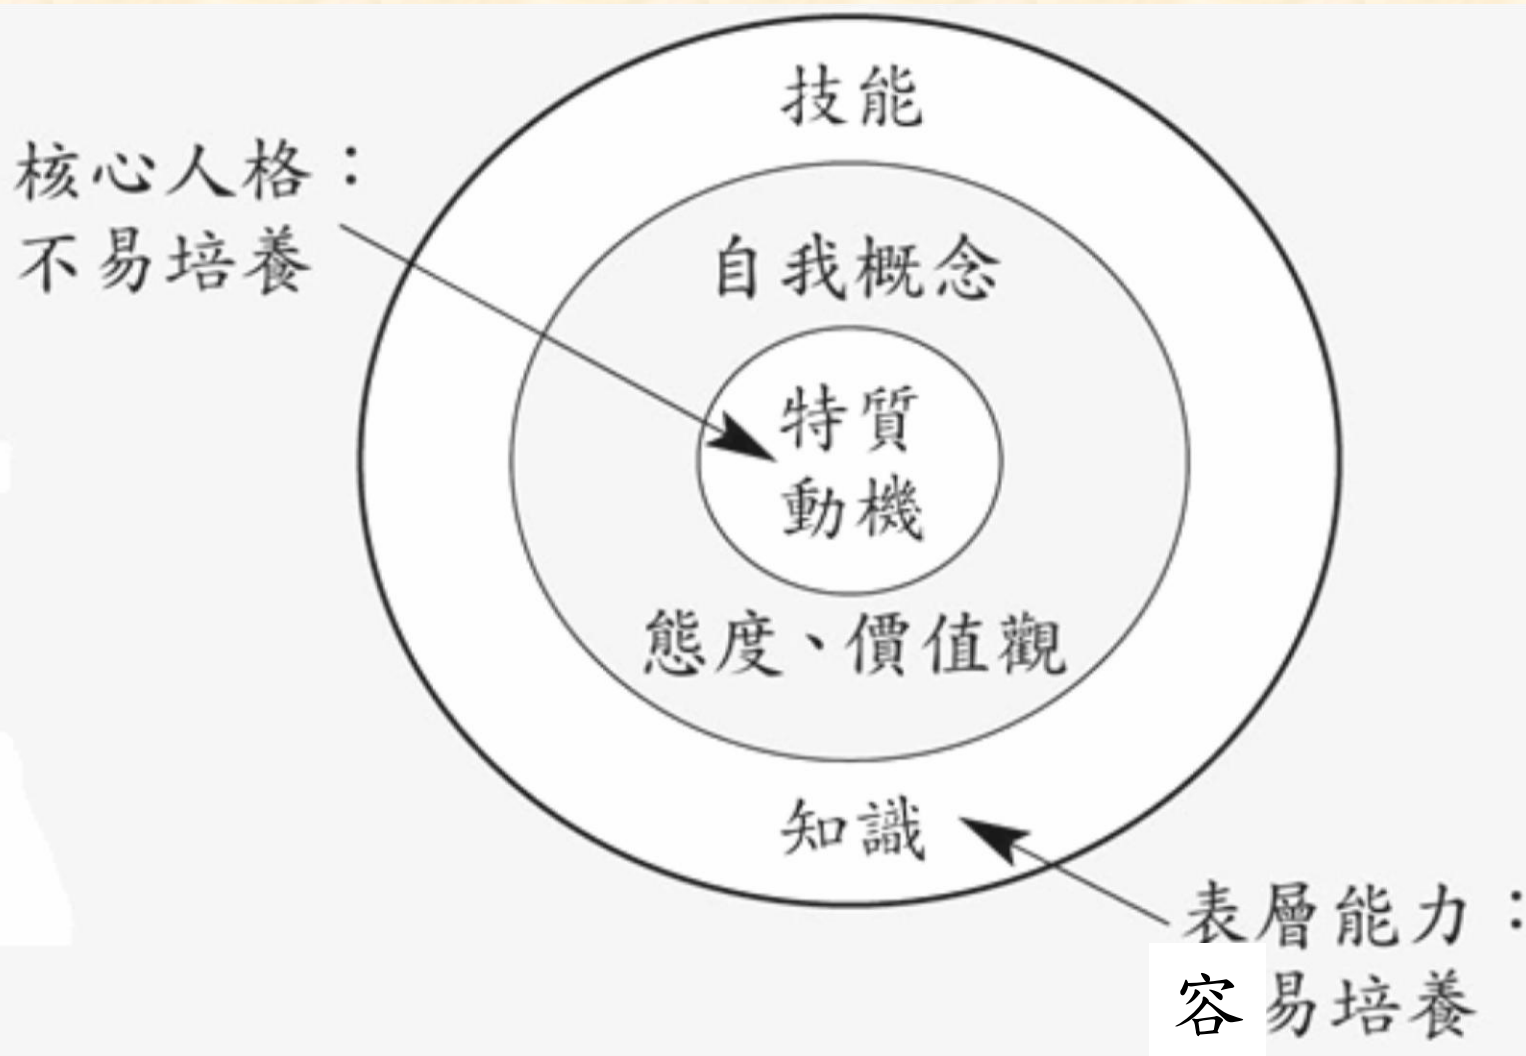 技能
核心人格：
不易培養
自我概念
特質
動機
態度、價值觀
知識
表層能力：
容易培養